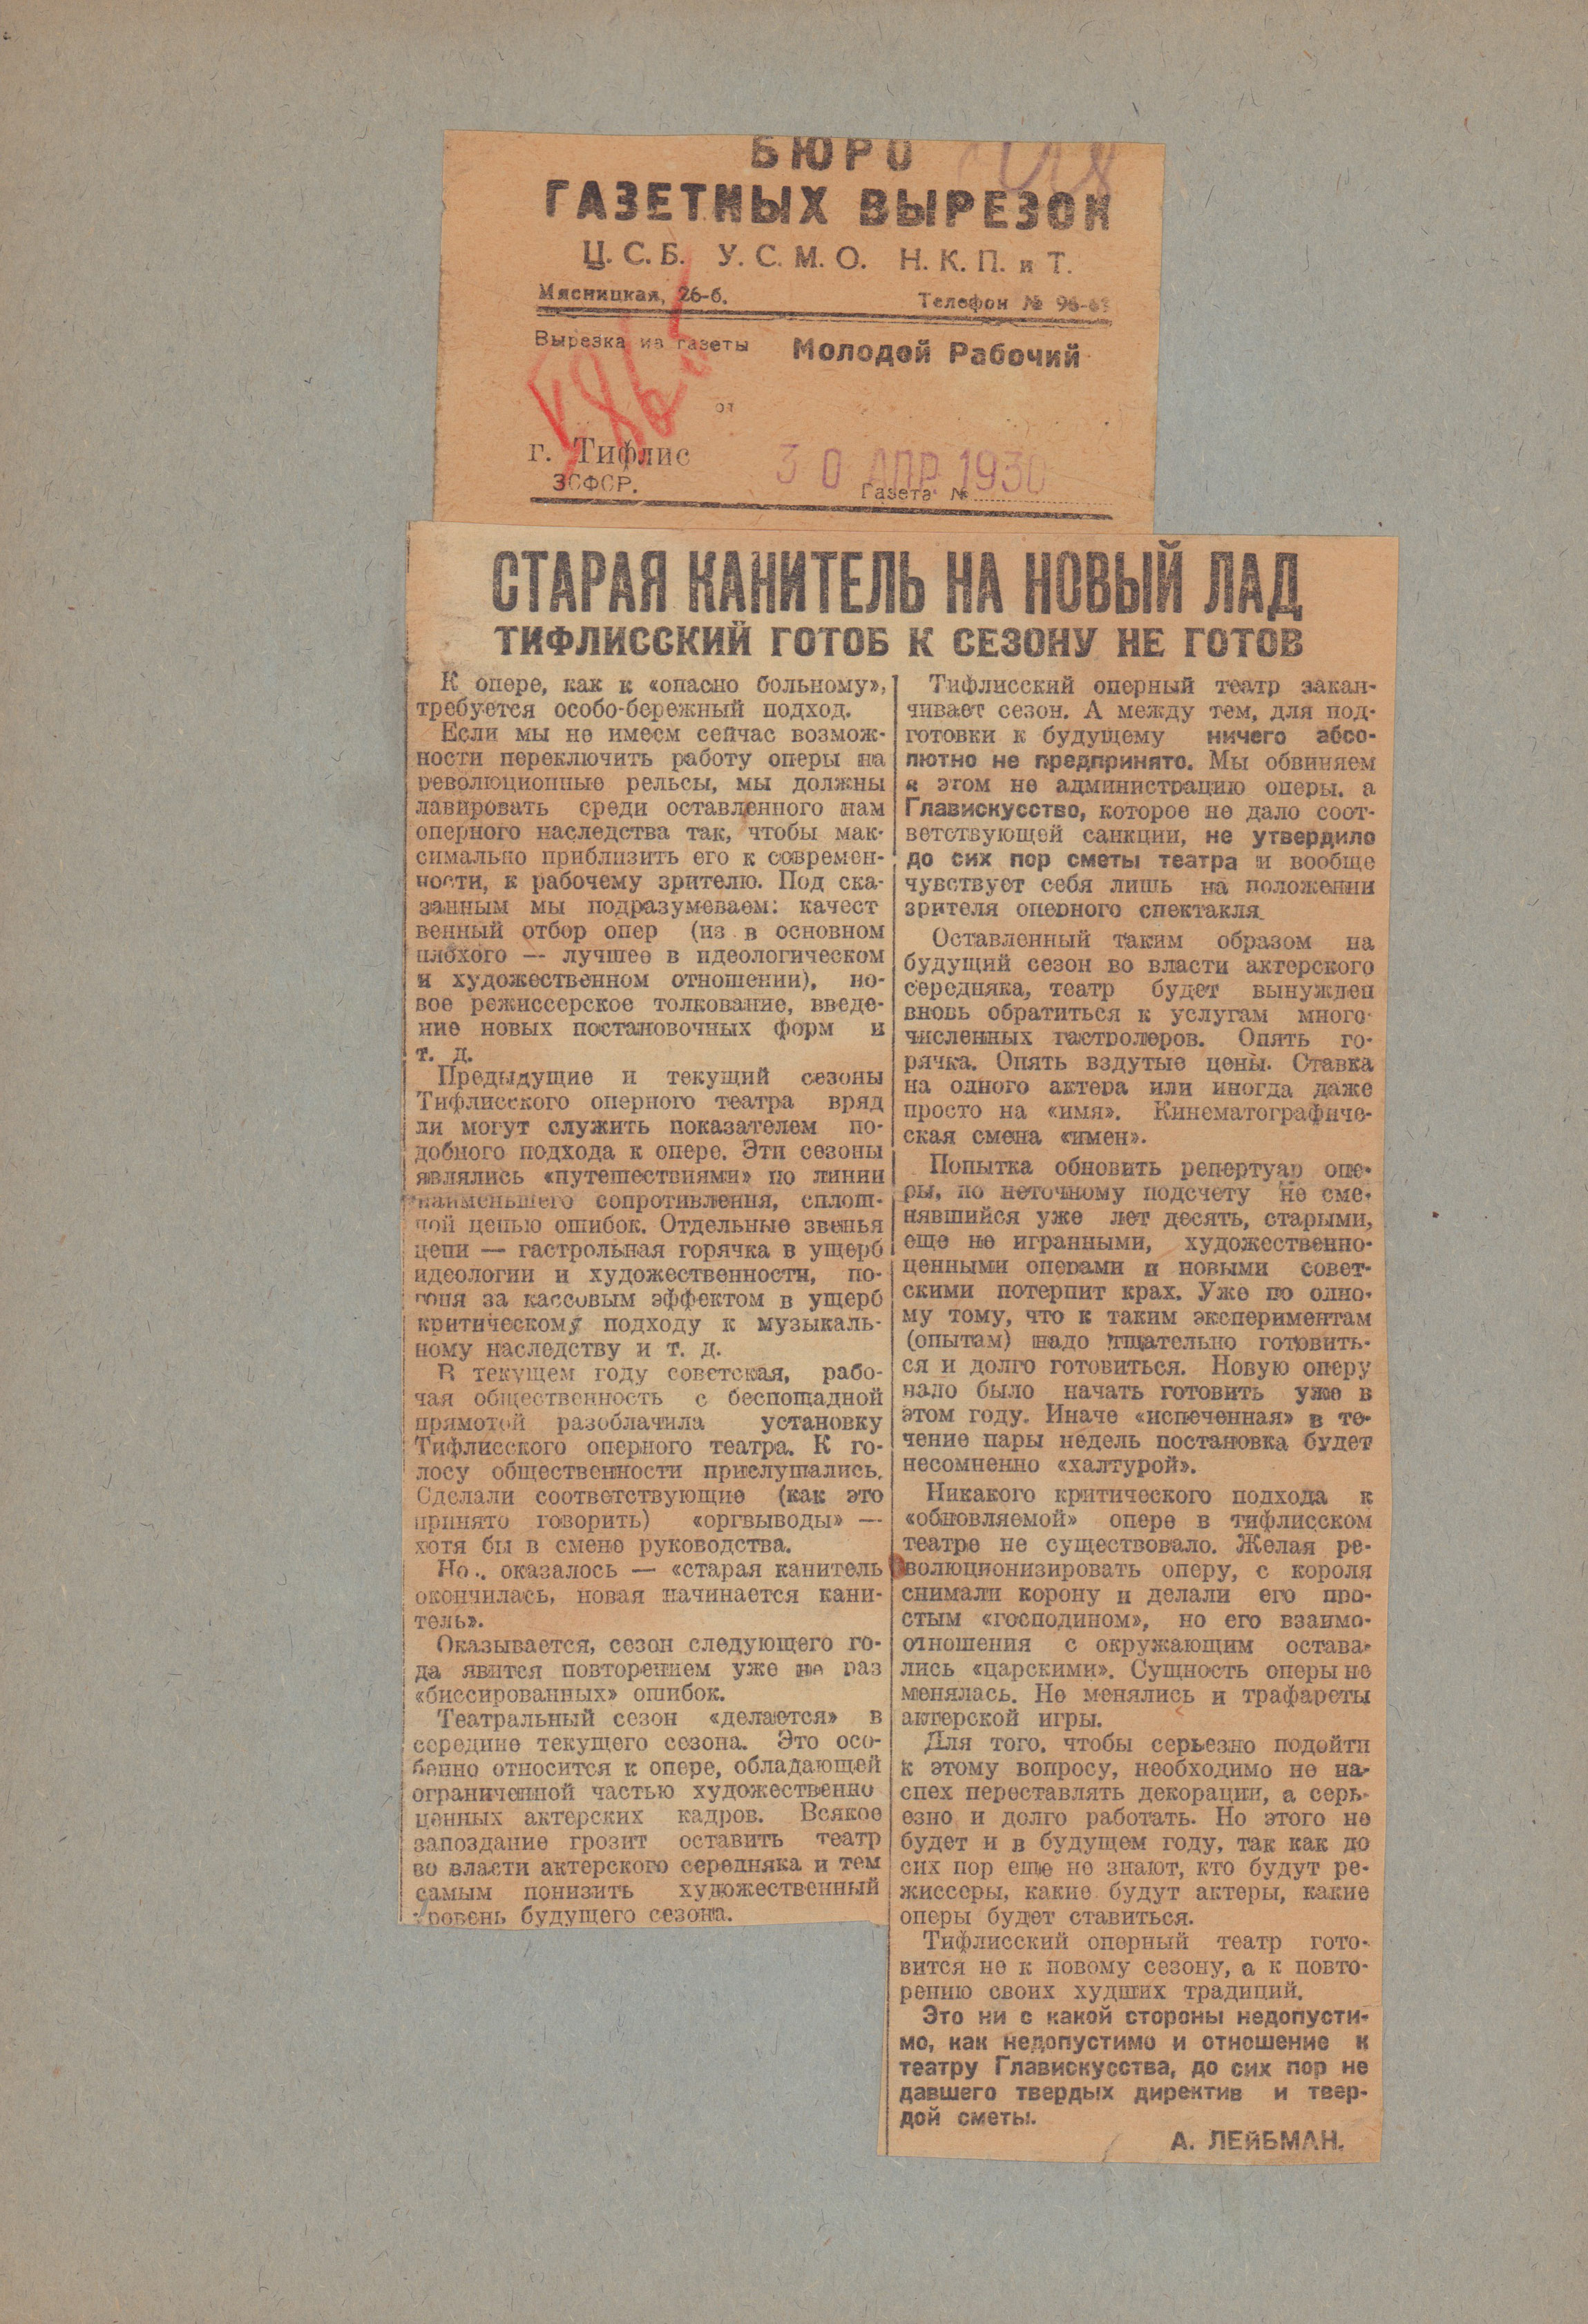 БЮРО
ГАЗЕТНЫХ ВЫРЕЗОК
Ц. С. Б. У. С. М. О. Н. К. П. и Т.
Мясницкая, 26-б. Телефон № 96-6
Вырезка из газеты Молодой Рабочий
от
г. Тифлис
ЗСФСР.
30 АПР 1930
Газета №
СТАРАЯ КАНИТЕЛЬ НА НОВЫЙ ЛАД
ТИФЛИССКИЙ ГОТОБ К СЕЗОНУ НЕ ГОТОВ
К опере, как к «опасно больному»,
требуется особо-бережный подход.
Если мы не имеем сейчас возмож-
ности переключить работу оперы на
революционные рельсы, мы должны
лавировать среди оставленного нам
оперного наследства так, чтобы мак-
симально приблизить его к современ-
ности, к рабочему зрителю. Под ска-
занным мы подразумеваем: качест
венный отбор опер (из в основном
плохого — лучшее в идеологическом
и художественном отношении), но-
вое режиссерское толкование, введе-
ние новых постановочных форм и
т. д.
Предыдущие и текущий сезоны
Тифлисского оперного театра вряд
ли могут служить показателем по-
добного подхода к опере. Эти сезоны
являлись «путешествиями» по линии
наименьшего сопротивления, сплош-
ной цепью ошибок. Отдельные звенья
цепи — гастрольная горячка в ущерб
идеологии и художественности, по-
гоня за кассовым эффектом в ущерб
критическому подходу к музыкаль-
ному наследству и т. д.
В текущем году советская, рабо-
чая общественность с беспощадной
прямотой разоблачила установку
Тифлисского оперного театра. К го-
лосу общественности прислушались.
Сделали соответствующие (как это
принято говорить) «оргвыводы» —
хотя бы в смене руководства.
Но.. оказалось — «старая канитель
окончилась, новая начинается кани-
тель».
Оказывается, сезон следующего го-
да явится повторением уже не раз
«биссированных» ошибок.
Театральный сезон «делаются» в
середине текущего сезона. Это осо-
бенно относится к опере, обладающей
ограниченной частью художественно
ценных актерских кадров. Всякое
запоздание грозит оставить театр
во власти актерского середняка и тем
самым понизить художественный
уровень будущего сезона.
Тифлисский оперный театр закан-
чивает сезон. А между тем, для под-
готовки к будущему ничего абсо-
лютно не предпринято. Мы обвиняем
в этом не администрацию оперы, а
Главискусство, которое не дало соот-
ветствующей санкции, не утвердило
до сих пор сметы театра и вообще
чувствует себя лишь на положении
зрителя оперного спектакля.
Оставленный таким образом на
будущий сезон во власти актерского
середняка, театр будет вынужден
вновь обратиться к услугам много-
численных гастролеров. Опять го-
рячка. Опять вздутые цены. Ставка
на одного актера или иногда даже
просто на «имя». Кинематографиче-
ская смена «имен».
Попытка обновить репертуар опе-
ры, по неточному подсчету не сме-
нявшийся уже лет десять, старыми,
еще не игранными, художественно-
ценными операми и новыми совет-
скими потерпит крах. Уже по одно-
му тому, что к таким экспериментам
(опытам) надо тщательно готовить-
ся и долго готовиться. Новую оперу
надо было начать готовить уже в
этом году. Иначе «испеченная» в те-
чение пары недель постановка будет
несомненно «халтурой».
Никакого критического подхода к
«обновляемой» опере в тифлисском
театре не существовало. Желая ре-
волюционизировать оперу, с короля
снимали корону и делали его про-
стым «господином», но его взаимо-
отношения с окружающим остава-
лись «царскими». Сущность оперы не
менялась. Не менялись и трафареты
актерской игры.
Для того, чтобы серьезно подойти
к этому вопросу, необходимо не на-
спех переставлять декорации, а серь-
езно и долго работать. Но этого не
будет и в будущем году, так как до
сих пор еще не знают, кто будут ре-
жиссеры, какие будут актеры, какие
оперы будет ставиться.
Тифлисский оперный театр гото-
вится не к новому сезону, а к повто-
рению своих худших традиций.
Это ни с какой стороны недопусти-
мо, как недопустимо и отношение к
театру Главискусства, до сих пор не
давшего твердых директив и твер-
дой сметы.
А. ЛЕЙБМАН.